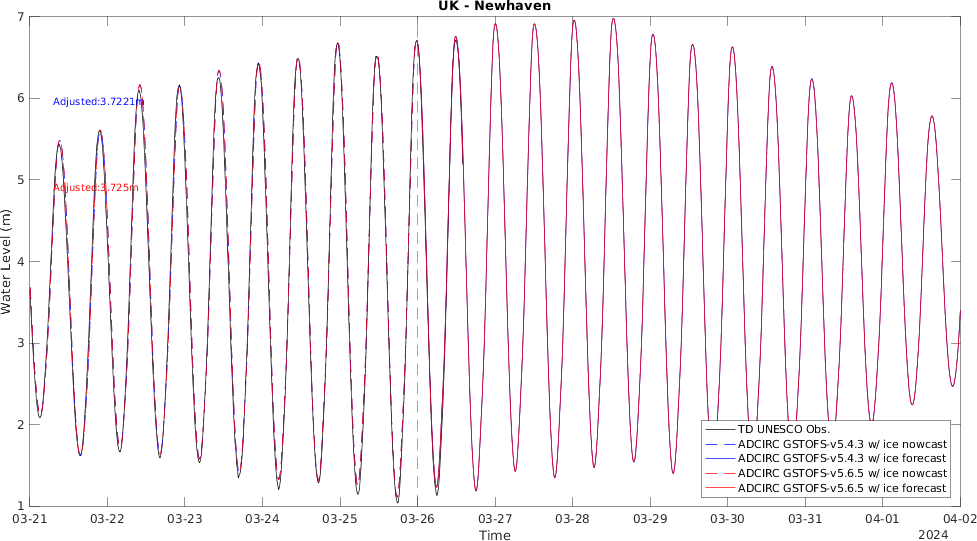 UK - Newhaven
7
6
5
4
3
2
1
Water Level (m)
Adjusted:3.7221m
Adjusted:3.725m
TD UNESCO Obs.
ADCIRC GSTOFS-v5.4.3 w/ ice nowcast
ADCIRC GSTOFS-v5.4.3 w/ ice forecast
ADCIRC GSTOFS-v5.6.5 w/ ice nowcast
ADCIRC GSTOFS-v5.6.5 w/ ice forecast
03-21 03-22 03-23 03-24 03-25 03-26 03-27 03-28 03-29 03-30 03-31 04-01 04-02
Time
2024